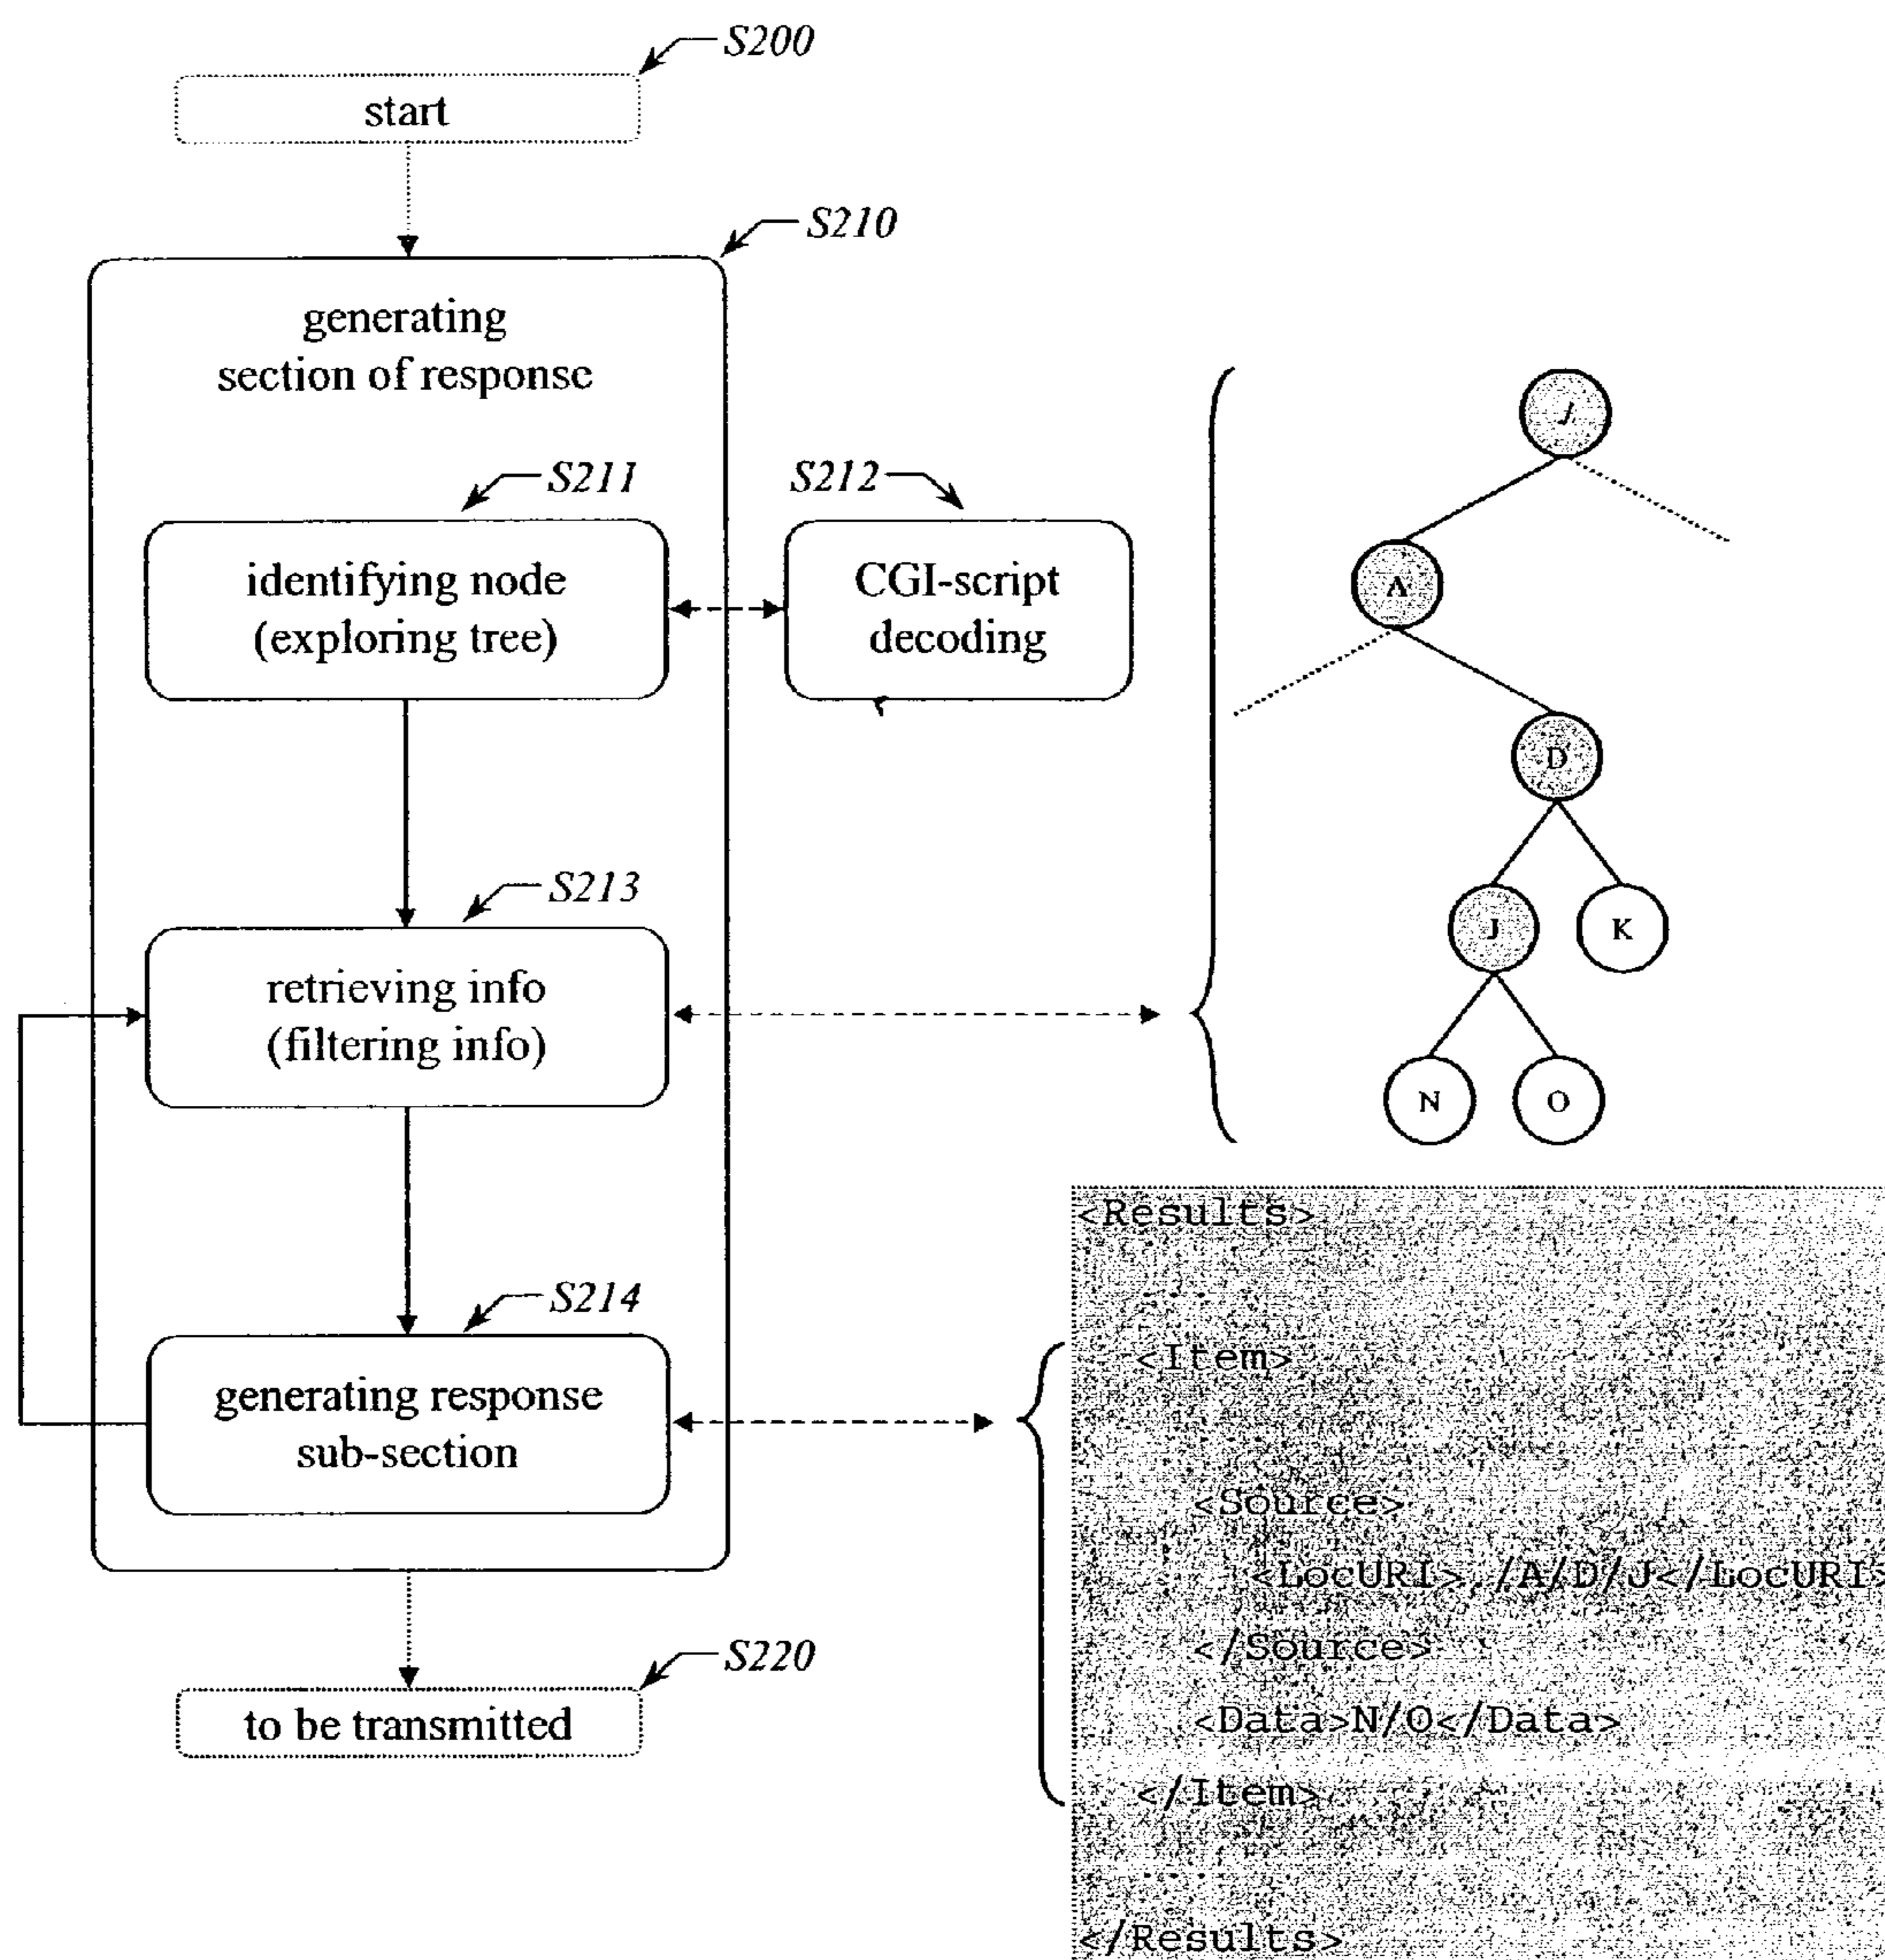 S200
start
S210
generating
section of response
S211
S212
identifying node
(exploring tree)
CGI-script
decoding
S213
retrieving info
(filtering info)
S214
generating response
sub-section
S220
to be transmitted
A
D
J
K
N
O
<Results>
<Item>
<Source>
<LocURI>./A/D/J</LocURI>
</Source>
<Data>N/O</Data>
</Item>
</Results>